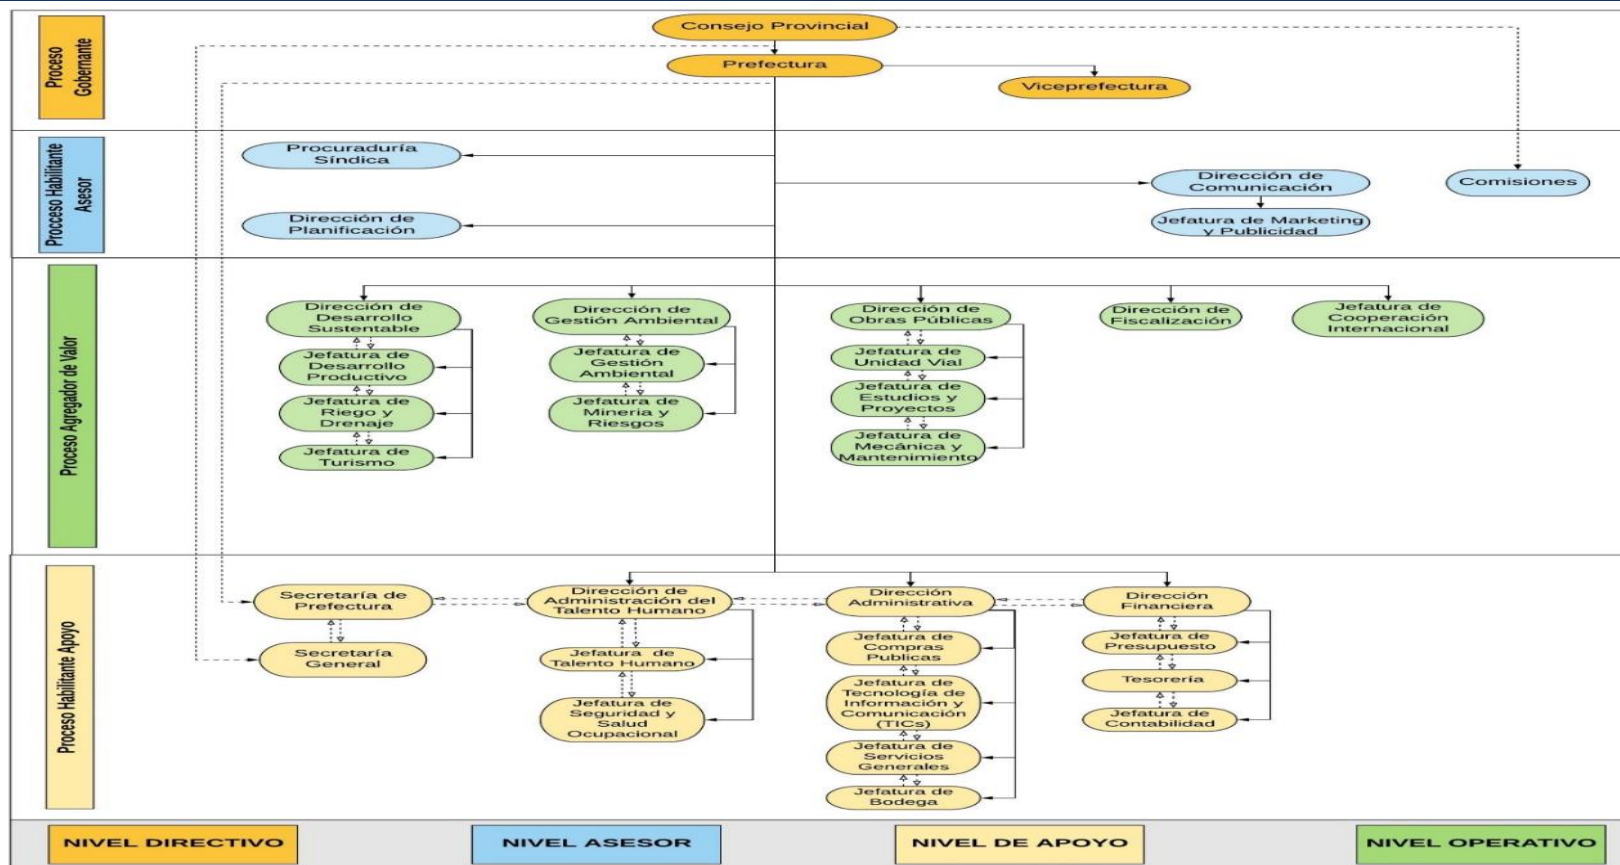 Proceso
Gobernante
Consejo Provincial
Prefectura
Viceprefectura
Procceso Habilitante
Asesor
Procuraduría
Síndica
Dirección de
Planificación
Dirección de
Comunicación
Jefatura de Marketing
y Publicidad
Comisiones
Proceso Agregador de Valor
Dirección de
Desarrollo
Sustentable
Jefatura de
Desarrollo
Productivo
Jefatura de
Riego y
Drenaje
Jefatura de
Turismo
Dirección de
Gestión Ambiental
Jefatura de
Gestión
Ambiental
Jefatura de
Mineria y
Riesgos
Dirección de
Obras Públicas
Jefatura de
Unidad Vial
Jefatura de
Estudios y
Proyectos
Jefatura de
Mecánica y
Mantenimiento
Dirección de
Fiscalización
Jefatura de
Cooperación
Internacional
Proceso Habilitante Apoyo
Secretaría de
Prefectura
Secretaría
General
Dirección de
Administración del
Talento Humano
Jefatura de
Talento Humano
Jefatura de
Seguridad y
Salud
Ocupacional
Dirección
Administrativa
Jefatura de
Compras
Publicas
Jefatura de
Tecnología de
Información y
Comunicación
(TICs)
Jefatura de
Servicios
Generales
Jefatura de
Bodega
Dirección
Financiera
Jefatura de
Presupuesto
Tesorería
Jefatura de
Contabilidad
NIVEL DIRECTIVO
NIVEL ASESOR
NIVEL DE APOYO
NIVEL OPERATIVO